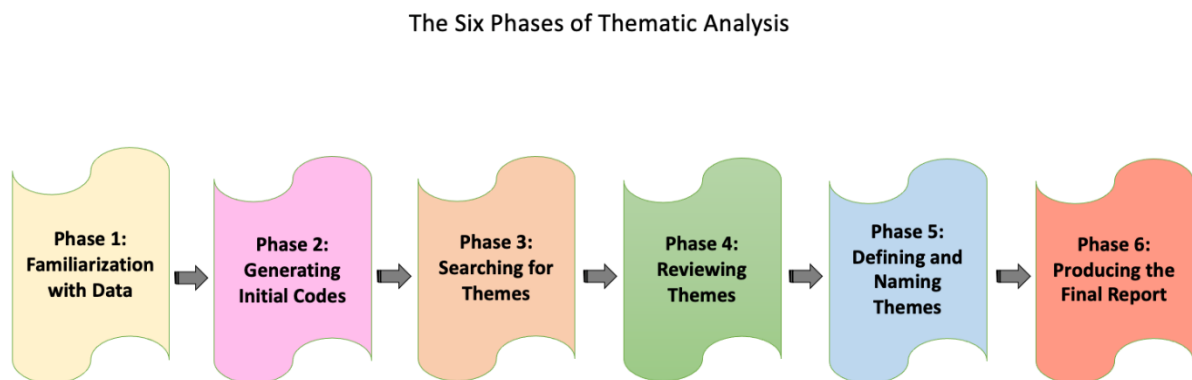 The Six Phases of Thematic Analysis
Phase 1:
Familiarization
with Data
Phase 2:
Generating
Initial Codes
Phase 3:
Searching for
Themes
Phase 4:
Reviewing
Themes
Phase 5:
Defining and
Naming
Themes
Phase 6:
Producing the
Final Report